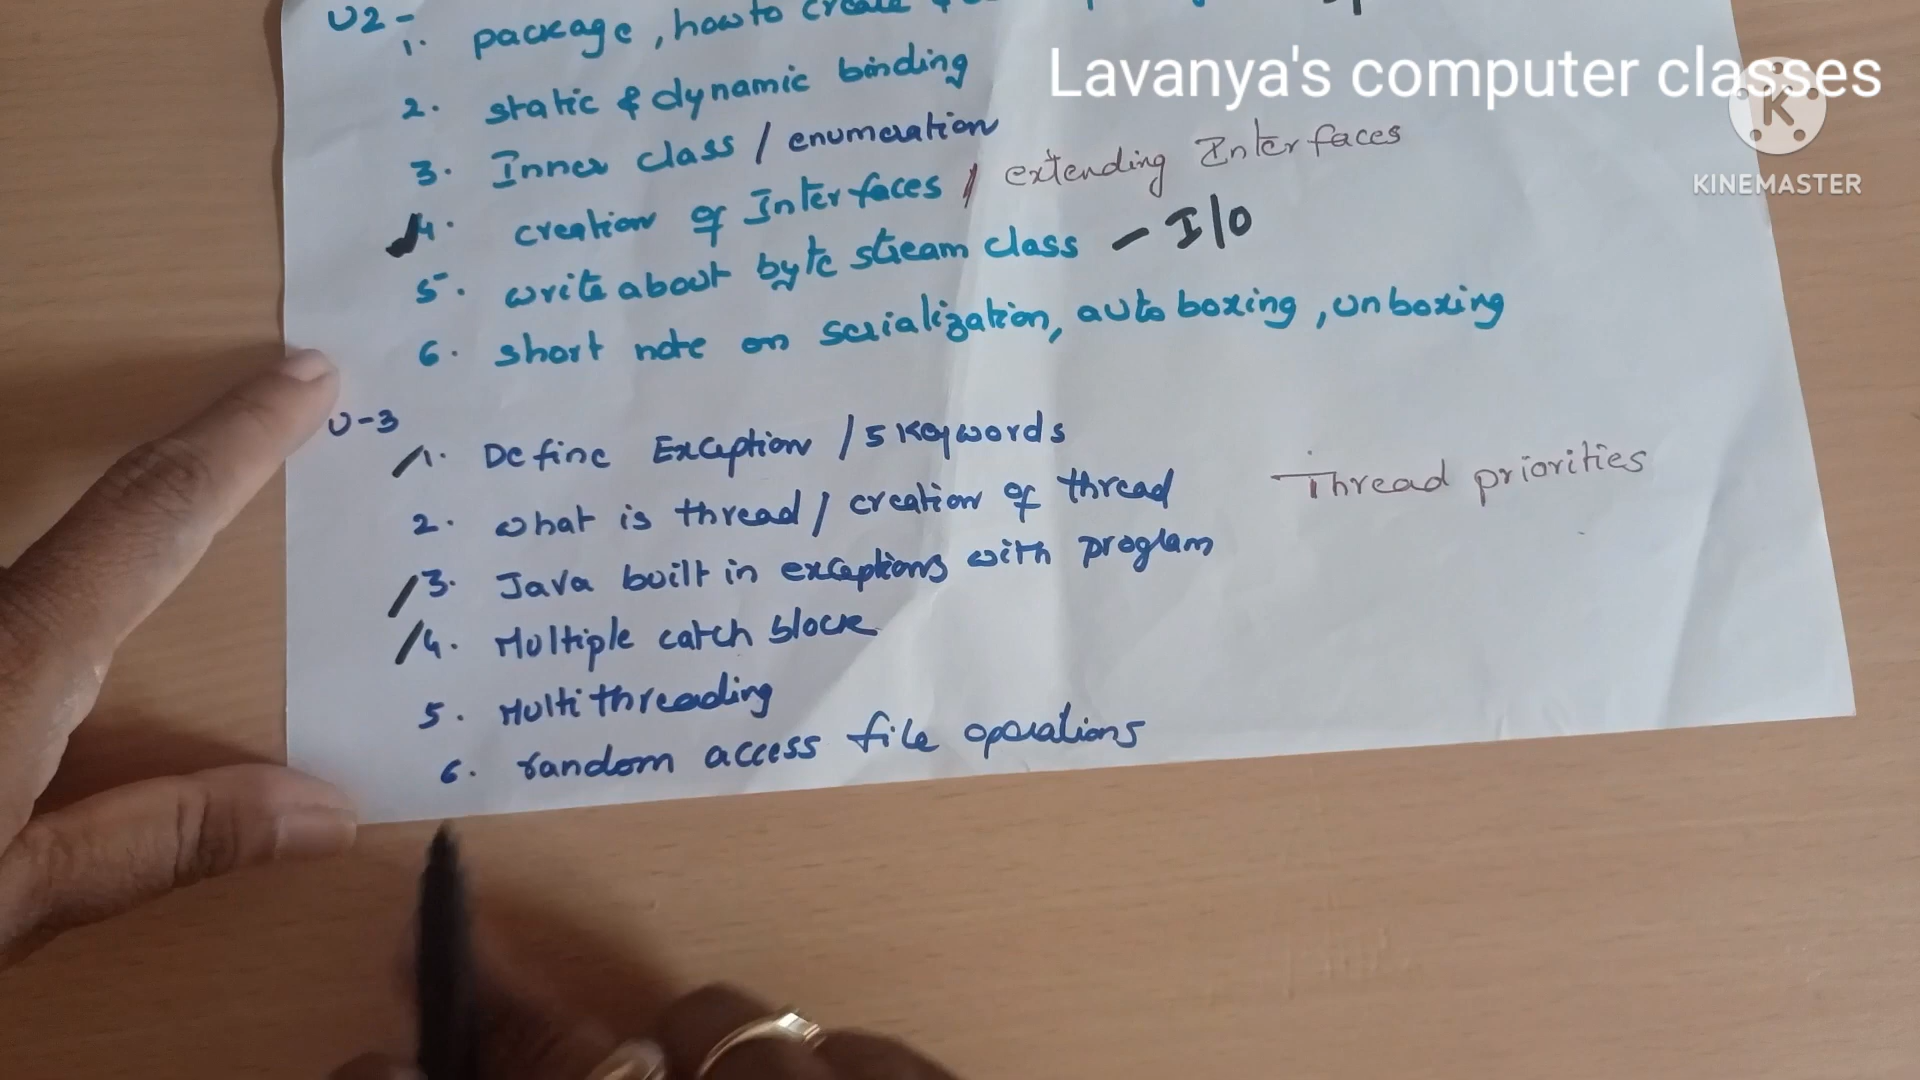 U2-
1. package, how to create
2. static & dynamic binding
Lavanya's computer classes
K
KINEMASTER
3. Inner class / enumeration
4. creation of Interfaces / extending Interfaces
5. write about byte stream class - I/O
6. short note on serialization, auto boxing, unboxing
U-3
1. Define Exception / 5 Keywords
2. what is thread / creation of thread Thread priorities
3. Java built in exceptions with program
4. Multiple catch block
5. Multi threading
6. random access file operations